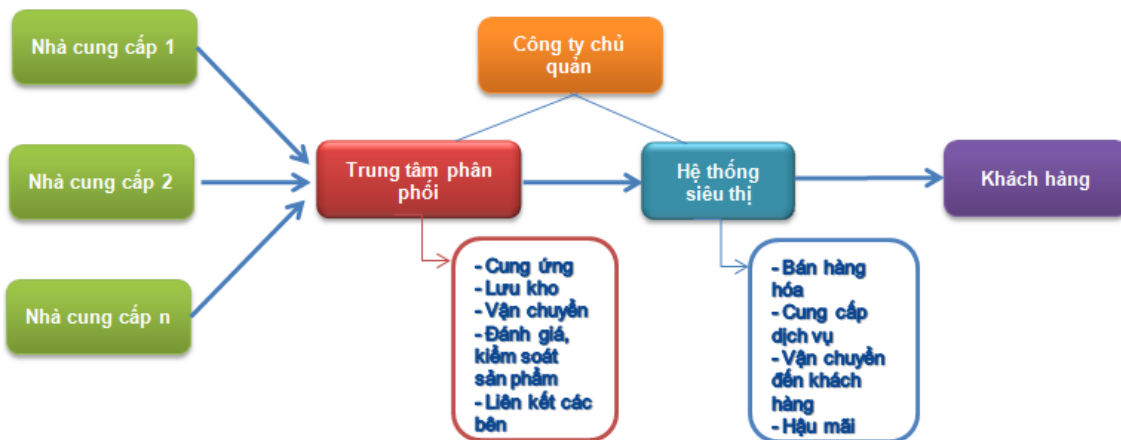 Nhà cung cấp 1
Công ty chủ
quản
Nhà cung cấp 2
Trung tâm phân
phối
Hệ thống
siêu thị
Khách hàng
Nhà cung cấp n
- Cung ứng
- Lưu kho
- Vận chuyển
- Đánh giá,
kiểm soát
sản phẩm
- Liên kết các
bên
- Bán hàng
hóa
- Cung cấp
dịch vụ
- Vận chuyển
đến khách
hàng
- Hậu mãi